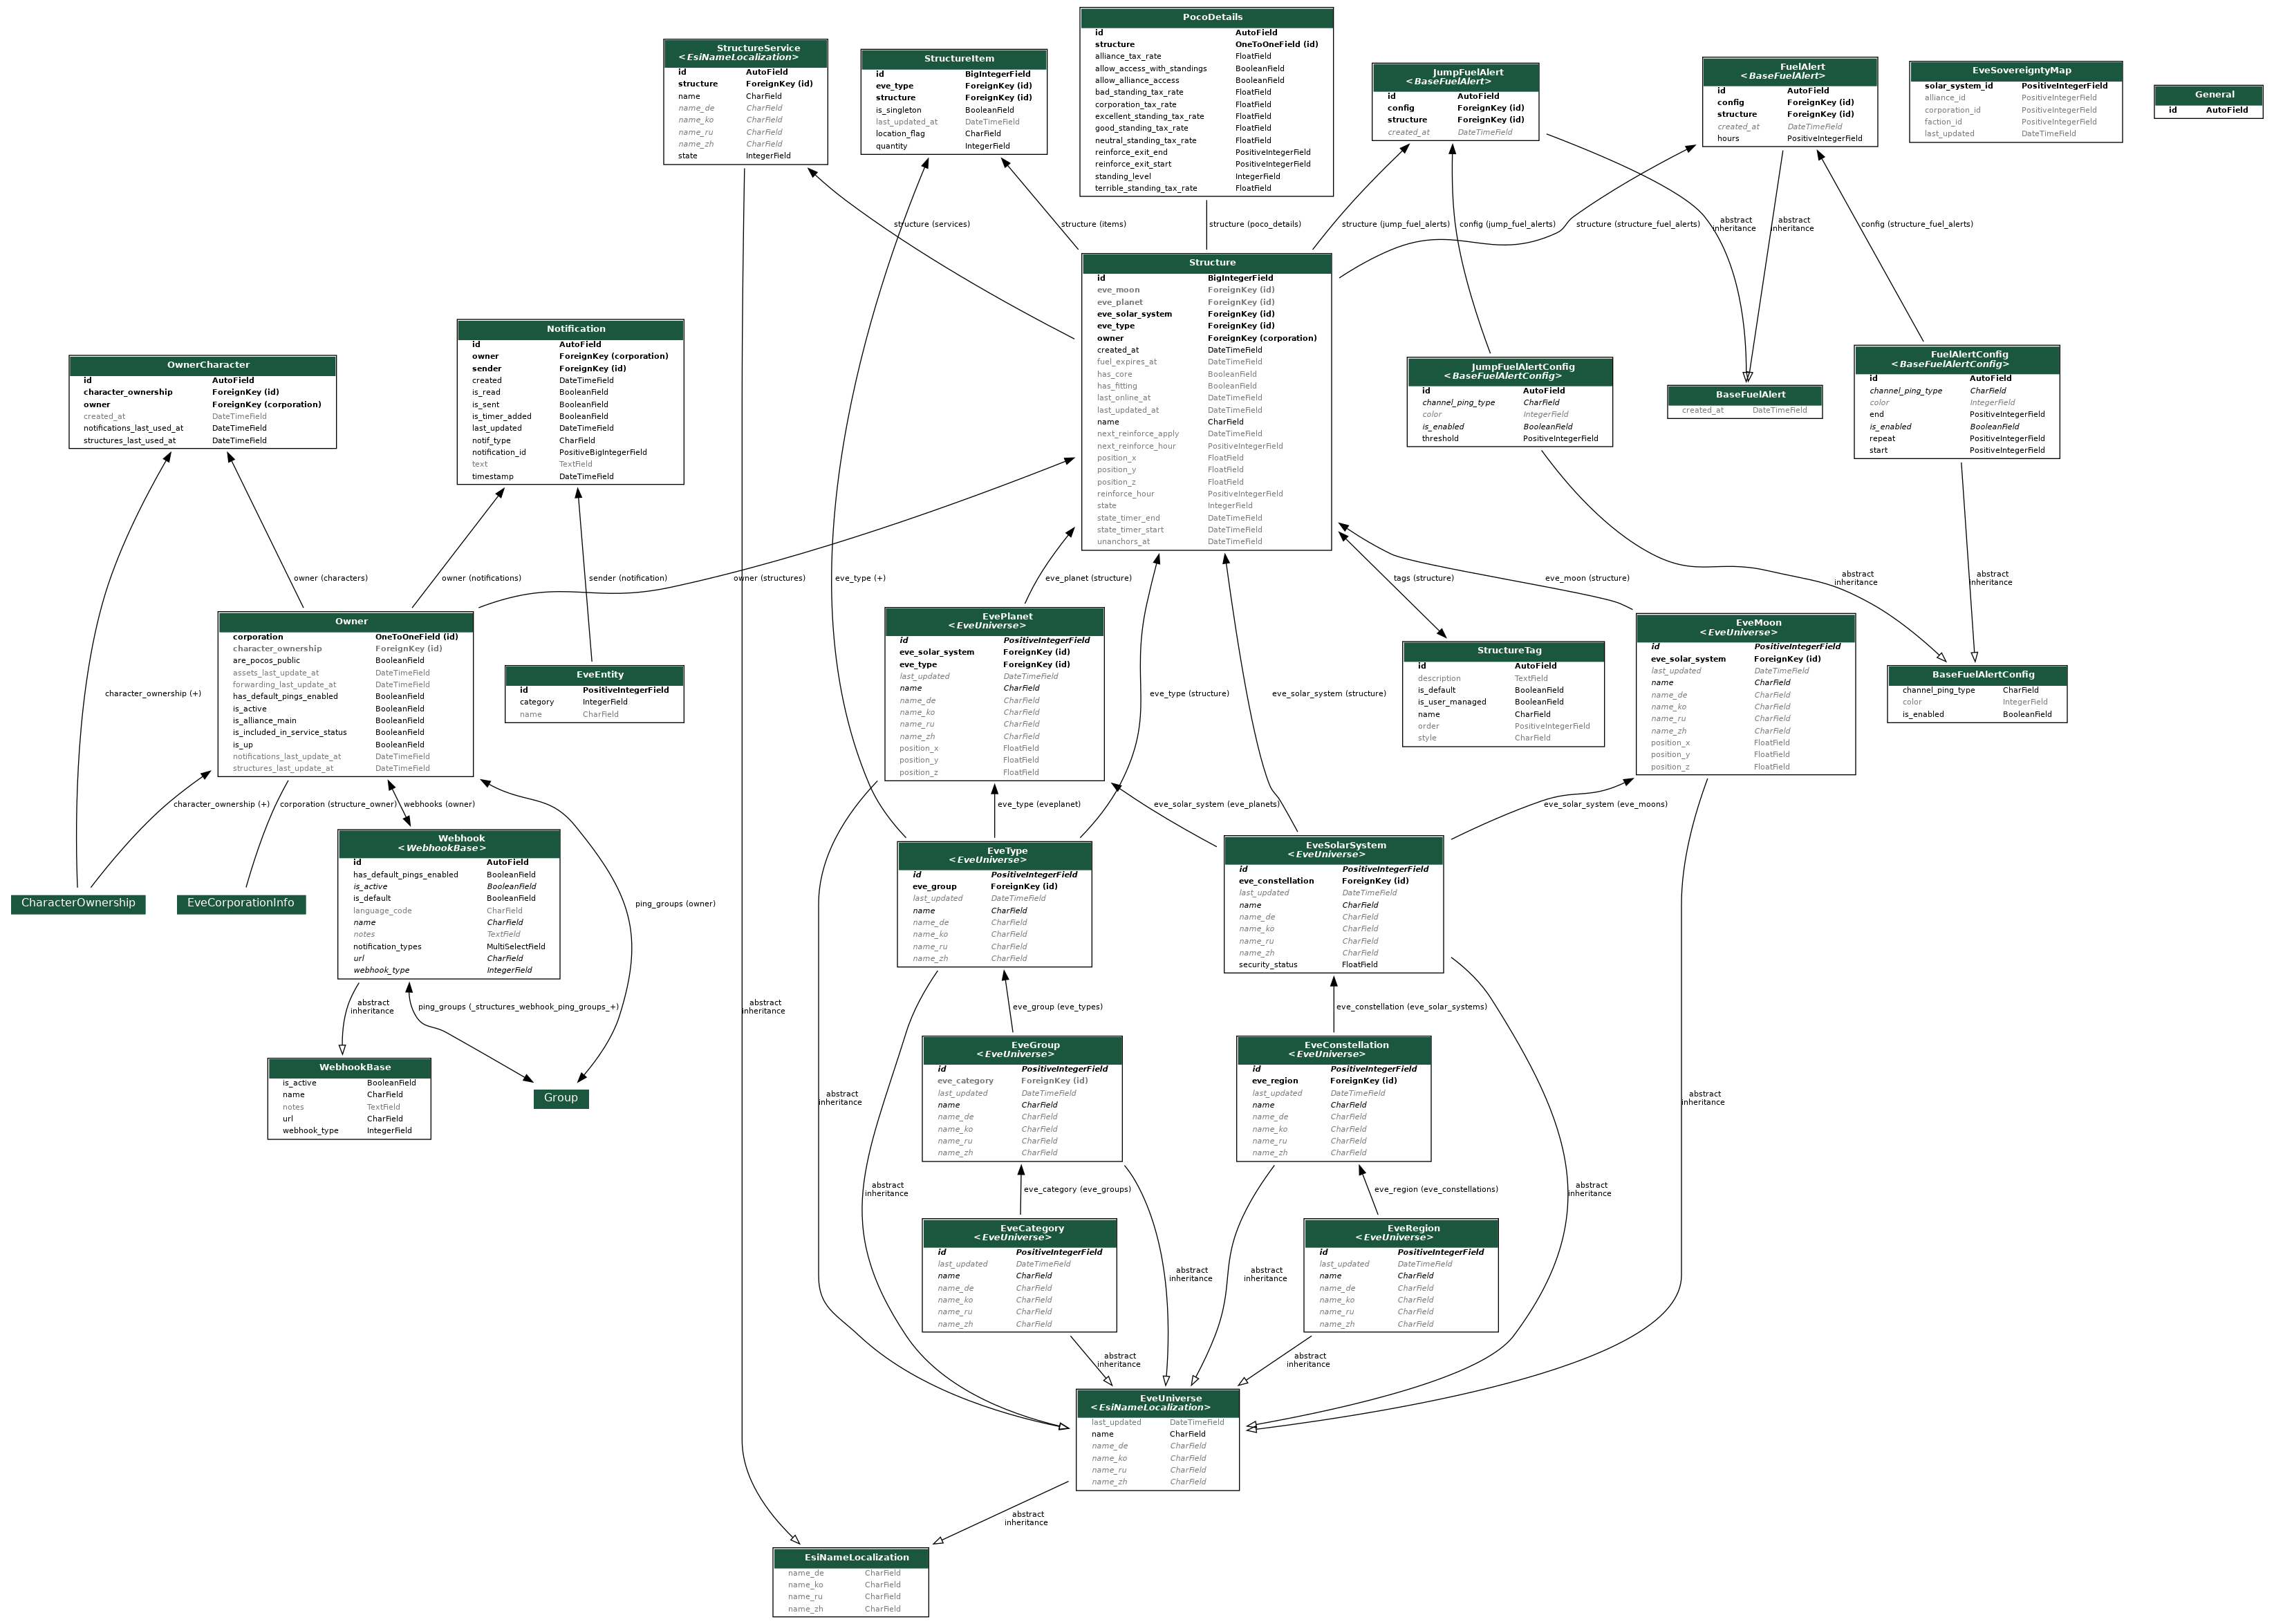 PocoDetails
id AutoField
structure OneToOneField (id)
alliance_tax_rate FloatField
allow_access_with_standings BooleanField
allow_alliance_access BooleanField
bad_standing_tax_rate FloatField
corporation_tax_rate FloatField
excellent_standing_tax_rate FloatField
good_standing_tax_rate FloatField
neutral_standing_tax_rate FloatField
reinforce_exit_end PositiveIntegerField
reinforce_exit_start PositiveIntegerField
standing_level IntegerField
terrible_standing_tax_rate FloatField
StructureService
<EsiNameLocalization>
id AutoField
structure ForeignKey (id)
name CharField
name_de CharField
name_ko CharField
name_ru CharField
name_zh CharField
state IntegerField
StructureItem
id BigIntegerField
eve_type ForeignKey (id)
structure ForeignKey (id)
is_singleton BooleanField
last_updated_at DateTimeField
location_flag CharField
quantity IntegerField
JumpFuelAlert
<BaseFuelAlert>
id AutoField
config ForeignKey (id)
structure ForeignKey (id)
created_at DateTimeField
FuelAlert
<BaseFuelAlert>
id AutoField
config ForeignKey (id)
structure ForeignKey (id)
created_at DateTimeField
hours PositiveIntegerField
EveSovereigntyMap
solar_system_id PositiveIntegerField
alliance_id PositiveIntegerField
corporation_id PositiveIntegerField
faction_id PositiveIntegerField
last_updated DateTimeField
General
id AutoField
structure (services)
structure (items)
structure (poco_details)
structure (jump_fuel_alerts)
config (jump_fuel_alerts)
structure (structure_fuel_alerts)
abstract
inheritance
abstract
inheritance
config (structure_fuel_alerts)
Structure
id BigIntegerField
eve_moon ForeignKey (id)
eve_planet ForeignKey (id)
eve_solar_system ForeignKey (id)
eve_type ForeignKey (id)
owner ForeignKey (corporation)
created_at DateTimeField
fuel_expires_at DateTimeField
has_core BooleanField
has_fitting BooleanField
last_online_at DateTimeField
last_updated_at DateTimeField
name CharField
next_reinforce_apply DateTimeField
next_reinforce_hour PositiveIntegerField
position_x FloatField
position_y FloatField
position_z FloatField
reinforce_hour PositiveIntegerField
state IntegerField
state_timer_end DateTimeField
state_timer_start DateTimeField
unanchors_at DateTimeField
OwnerCharacter
id AutoField
character_ownership ForeignKey (id)
owner ForeignKey (corporation)
created_at DateTimeField
notifications_last_used_at DateTimeField
structures_last_used_at DateTimeField
Notification
id AutoField
owner ForeignKey (corporation)
sender ForeignKey (id)
created DateTimeField
is_read BooleanField
is_sent BooleanField
is_timer_added BooleanField
last_updated DateTimeField
notif_type CharField
notification_id PositiveBigIntegerField
text TextField
timestamp DateTimeField
JumpFuelAlertConfig
<BaseFuelAlertConfig>
id AutoField
channel_ping_type CharField
color IntegerField
is_enabled BooleanField
threshold PositiveIntegerField
BaseFuelAlert
created_at DateTimeField
FuelAlertConfig
<BaseFuelAlertConfig>
id AutoField
channel_ping_type CharField
color IntegerField
end PositiveIntegerField
is_enabled BooleanField
repeat PositiveIntegerField
start PositiveIntegerField
owner (characters)
owner (notifications)
sender (notification)
owner (structures)
eve_type (+)
eve_planet (structure)
tags (structure)
eve_moon (structure)
abstract
inheritance
abstract
inheritance
Owner
corporation OneToOneField (id)
character_ownership ForeignKey (id)
are_pocos_public BooleanField
assets_last_update_at DateTimeField
forwarding_last_update_at DateTimeField
has_default_pings_enabled BooleanField
is_active BooleanField
is_alliance_main BooleanField
is_included_in_service_status BooleanField
is_up BooleanField
notifications_last_update_at DateTimeField
structures_last_update_at DateTimeField
EveEntity
id PositiveIntegerField
category IntegerField
name CharField
EvePlanet
<EveUniverse>
id PositiveIntegerField
eve_solar_system ForeignKey (id)
eve_type ForeignKey (id)
last_updated DateTimeField
name CharField
name_de CharField
name_ko CharField
name_ru CharField
name_zh CharField
position_x FloatField
position_y FloatField
position_z FloatField
eve_type (structure)
eve_solar_system (structure)
StructureTag
id AutoField
description TextField
is_default BooleanField
is_user_managed BooleanField
name CharField
order PositiveIntegerField
style CharField
EveMoon
<EveUniverse>
id PositiveIntegerField
eve_solar_system ForeignKey (id)
last_updated DateTimeField
name CharField
name_de CharField
name_ko CharField
name_ru CharField
name_zh CharField
position_x FloatField
position_y FloatField
position_z FloatField
BaseFuelAlertConfig
channel_ping_type CharField
color IntegerField
is_enabled BooleanField
character_ownership (+)
character_ownership (+)
corporation (structure_owner)
webhooks (owner)
eve_type (eveplanet)
eve_solar_system (eve_planets)
eve_solar_system (eve_moons)
CharacterOwnership
EveCorporationInfo
Webhook
<WebhookBase>
id AutoField
has_default_pings_enabled BooleanField
is_active BooleanField
is_default BooleanField
language_code CharField
name CharField
notes TextField
notification_types MultiSelectField
url CharField
webhook_type IntegerField
ping_groups (owner)
EveType
<EveUniverse>
id PositiveIntegerField
eve_group ForeignKey (id)
last_updated DateTimeField
name CharField
name_de CharField
name_ko CharField
name_ru CharField
name_zh CharField
EveSolarSystem
<EveUniverse>
id PositiveIntegerField
eve_constellation ForeignKey (id)
last_updated DateTimeField
name CharField
name_de CharField
name_ko CharField
name_ru CharField
name_zh CharField
security_status FloatField
abstract
inheritance
ping_groups (_structures_webhook_ping_groups_+)
abstract
inheritance
eve_group (eve_types)
eve_constellation (eve_solar_systems)
WebhookBase
is_active BooleanField
name CharField
notes TextField
url CharField
webhook_type IntegerField
Group
abstract
inheritance
EveGroup
<EveUniverse>
id PositiveIntegerField
eve_category ForeignKey (id)
last_updated DateTimeField
name CharField
name_de CharField
name_ko CharField
name_ru CharField
name_zh CharField
EveConstellation
<EveUniverse>
id PositiveIntegerField
eve_region ForeignKey (id)
last_updated DateTimeField
name CharField
name_de CharField
name_ko CharField
name_ru CharField
name_zh CharField
abstract
inheritance
abstract
inheritance
eve_category (eve_groups)
eve_region (eve_constellations)
abstract
inheritance
EveCategory
<EveUniverse>
id PositiveIntegerField
last_updated DateTimeField
name CharField
name_de CharField
name_ko CharField
name_ru CharField
name_zh CharField
abstract
inheritance
abstract
inheritance
EveRegion
<EveUniverse>
id PositiveIntegerField
last_updated DateTimeField
name CharField
name_de CharField
name_ko CharField
name_ru CharField
name_zh CharField
abstract
inheritance
abstract
inheritance
EveUniverse
<EsiNameLocalization>
last_updated DateTimeField
name CharField
name_de CharField
name_ko CharField
name_ru CharField
name_zh CharField
abstract
inheritance
EsiNameLocalization
name_de CharField
name_ko CharField
name_ru CharField
name_zh CharField